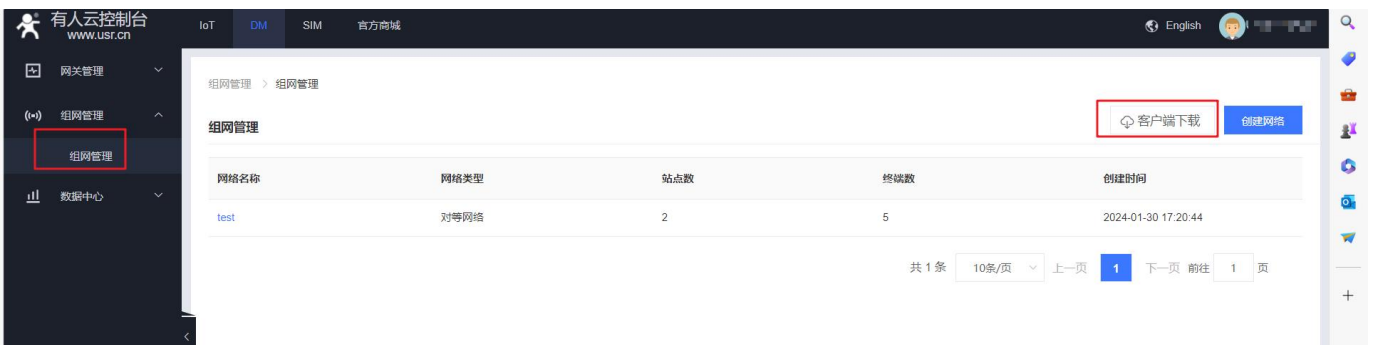 有人云控制台
www.usr.cn
IoT DM SIM 官方商城 English
网关管理
组网管理
组网管理
数据中心
组网管理 > 组网管理
组网管理
客户端下载 创建网络
网络名称 网络类型 站点数 终端数 创建时间
test 对等网络 2 5 2024-01-30 17:20:44
共 1 条 10条/页 上一页 1 下一页 前往 1 页